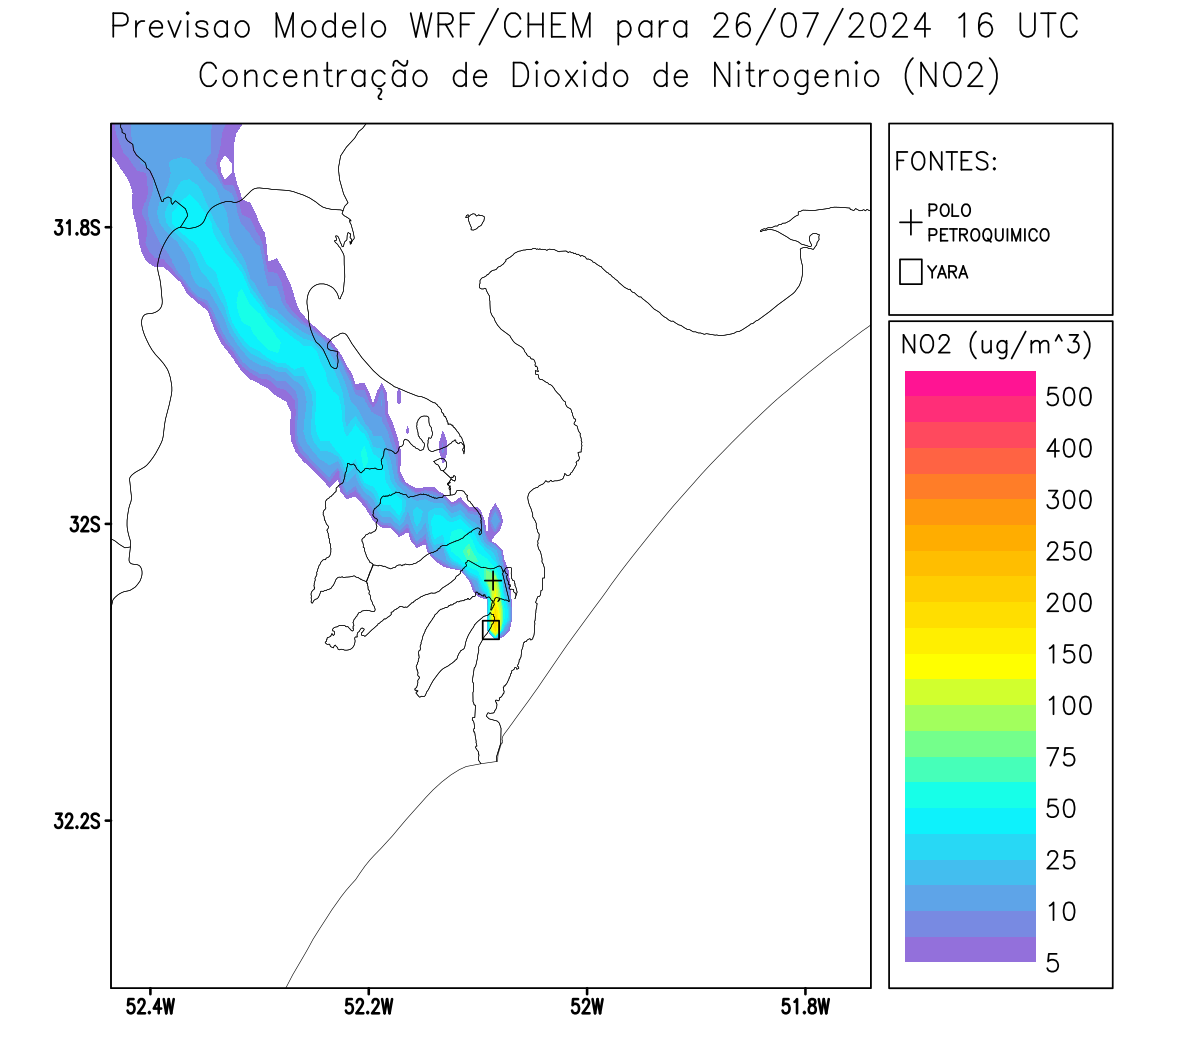 Previsao Modelo WRF/CHEM para 26/07/2024 16 UTC
Concentração de Dioxido de Nitrogenio (NO2)
FONTES:
POLO
PETROQUIMICO
YARA
31.8S
32S
32.2S
52.4W
52.2W
52W
51.8W
NO2 (ug/m^3)
500
400
300
250
200
150
100
75
50
25
10
5